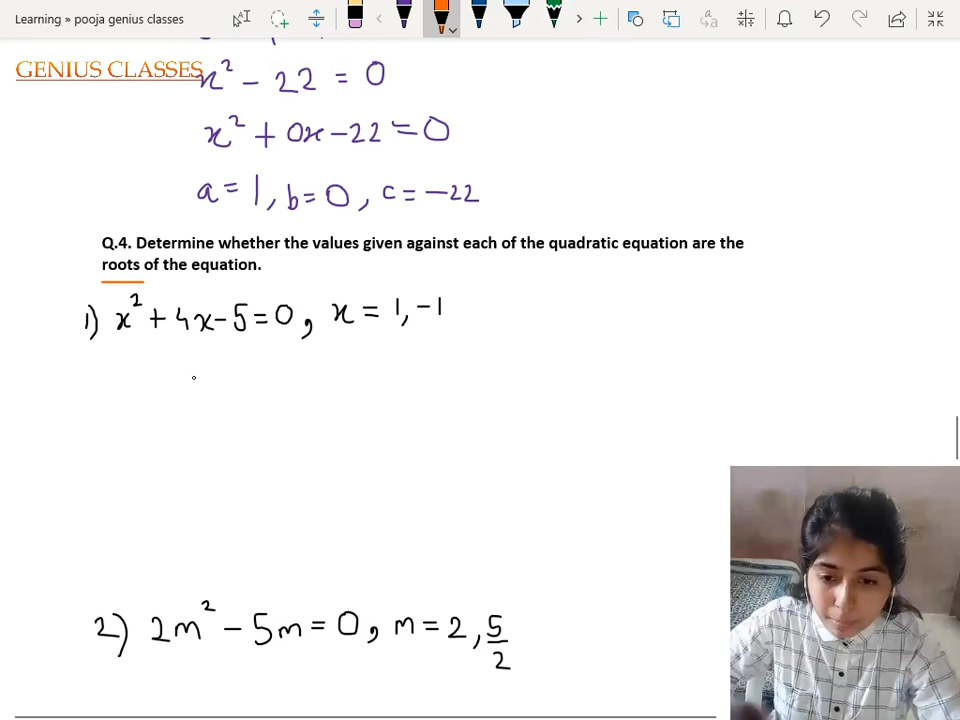 Learning » pooja genius classes
GENIUS CLASSES
x² - 22 = 0
x² + 0x - 22 = 0
a = 1, b = 0, c = -22
Q.4. Determine whether the values given against each of the quadratic equation are the
roots of the equation.
1) x² + 4x - 5 = 0, x = 1, -1
2) 2m² - 5m = 0, m = 2, 5/2